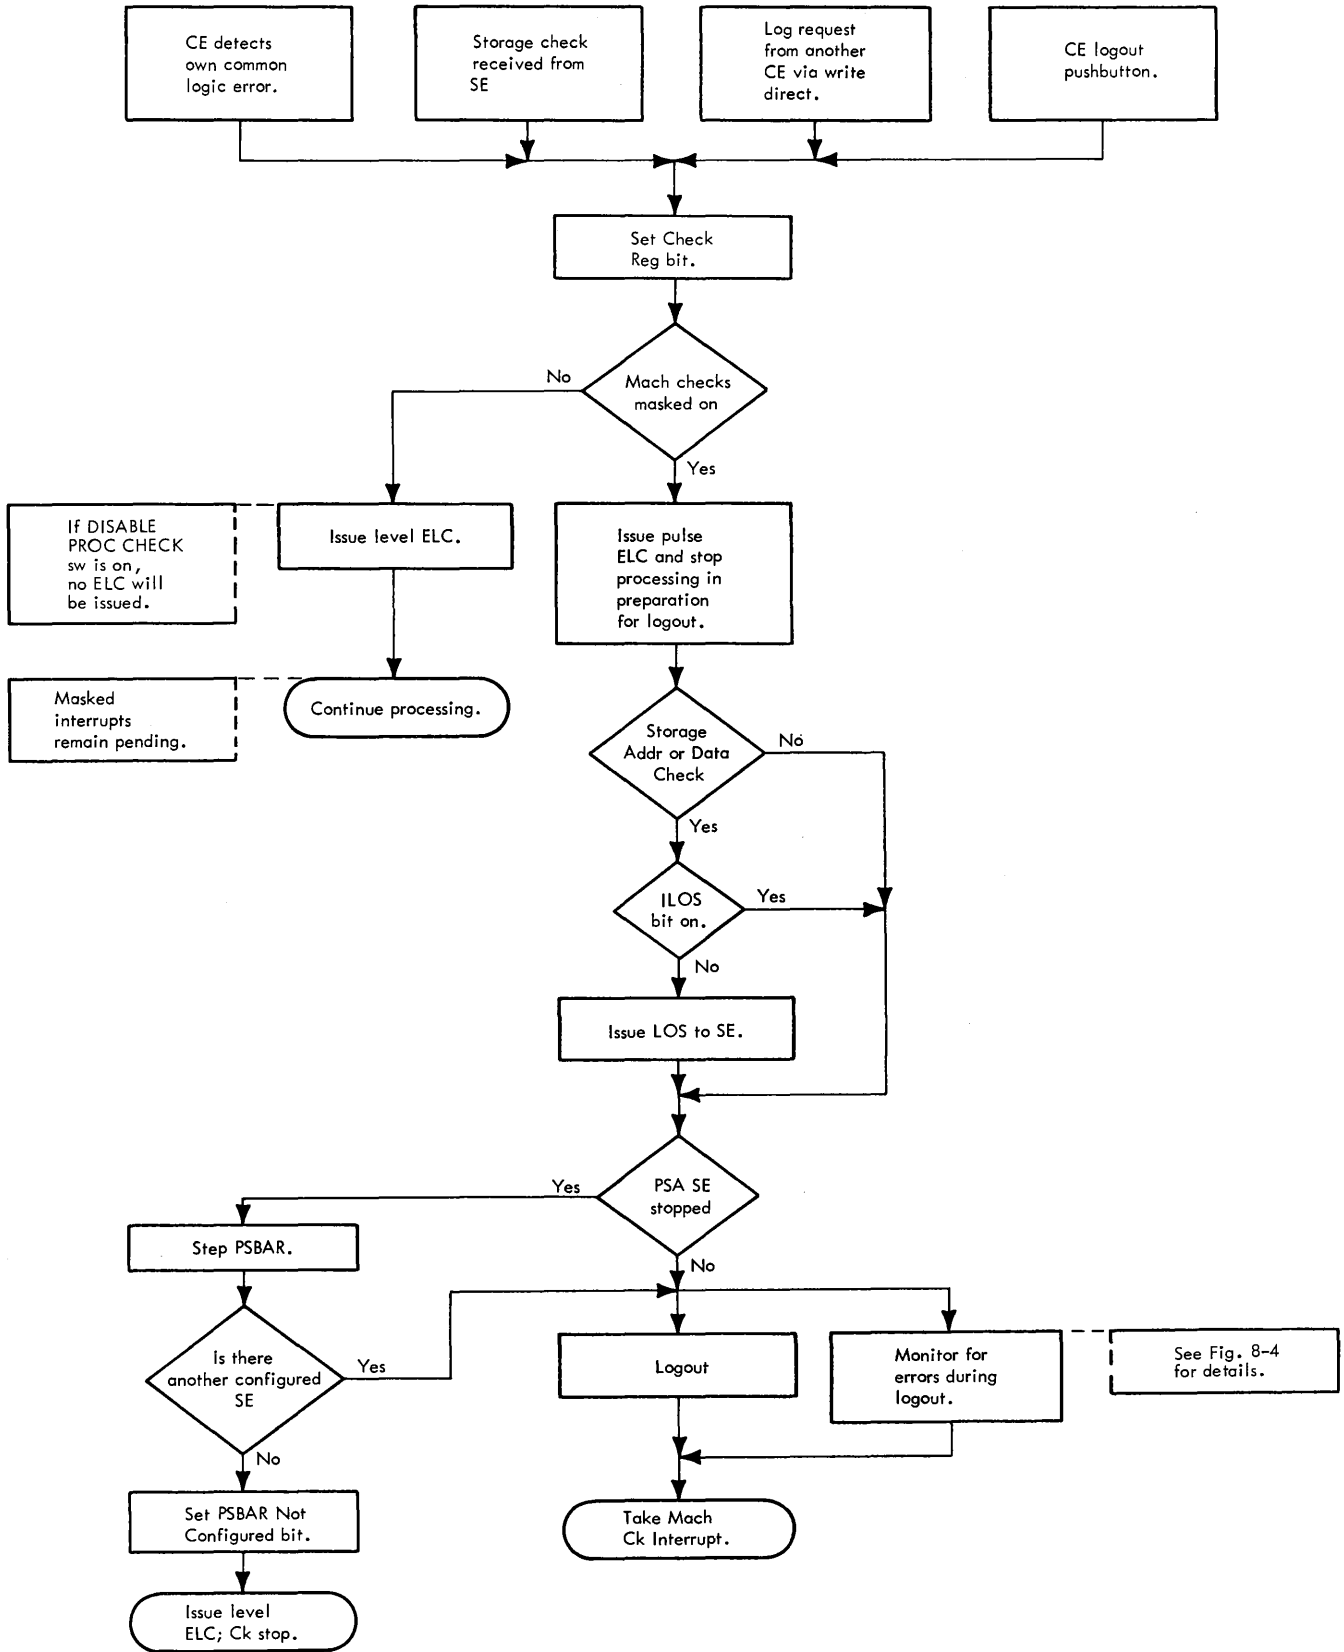 CE detects
own common
logic error.
Storage check
received from
SE
Log request
from another
CE via write
direct.
CE logout
pushbutton.
Set Check
Reg bit.
No
Mach checks
masked on
Yes
If DISABLE
PROC CHECK
sw is on,
no ELC will
be issued.
Issue level ELC.
Issue pulse
ELC and stop
processing in
preparation
for logout.
Masked
interrupts
remain pending.
Continue processing.
Storage
Addr or Data
Check
No
Yes
ILOS
bit on.
Yes
No
Issue LOS to SE.
Yes
PSA SE
stopped
No
Step PSBAR.
Is there
another configured
SE
Yes
No
Logout
Monitor for
errors during
logout.
See Fig. 8-4
for details.
Set PSBAR Not
Configured bit.
Take Mach
Ck Interrupt.
Issue level
ELC; Ck stop.